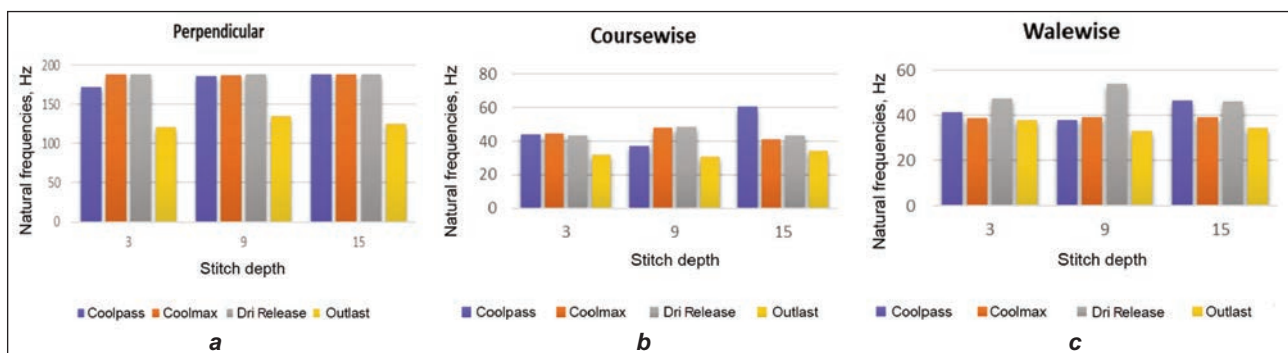 Perpendicular
Natural frequencies, Hz
200
150
100
50
0
3 9 15
Stitch depth
Coolpass Coolmax Dri Release Outlast
a
Coursewise
Natural frequencies, Hz
80
60
40
20
0
3 9 15
Stitch depth
Coolpass Coolmax Dri Release Outlast
b
Walewise
Natural frequencies, Hz
60
40
20
0
3 9 15
Stitch depth
Coolpass Coolmax Dri Release Outlast
c